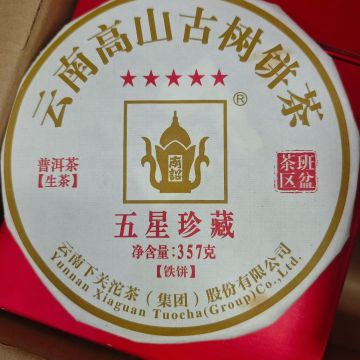 云南高山古树饼茶
★★★★★
®
南詔
普洱茶
【生茶】
茶班
区盆
五星珍藏
净含量:357克
【铁饼】
云南下关沱茶（集团）股份有限公司
Yunnan Xiaguan Tuocha(Group)Co.,Ltd.